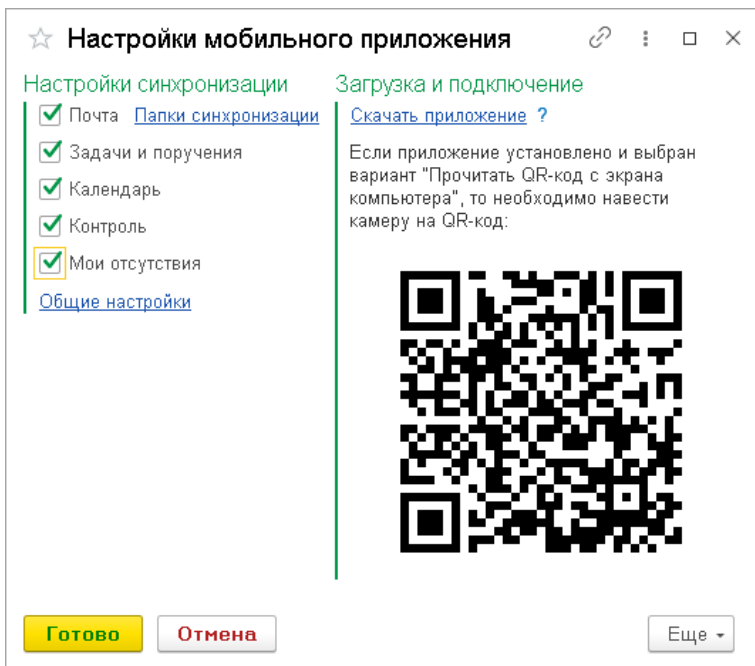 Настройки мобильного приложения
Настройки синхронизации
Почта Папки синхронизации
Задачи и поручения
Календарь
Контроль
Мои отсутствия
Общие настройки
Загрузка и подключение
Скачать приложение ?
Если приложение установлено и выбран
вариант "Прочитать QR-код с экрана
компьютера", то необходимо навести
камеру на QR-код:
Готово
Отмена
Еще